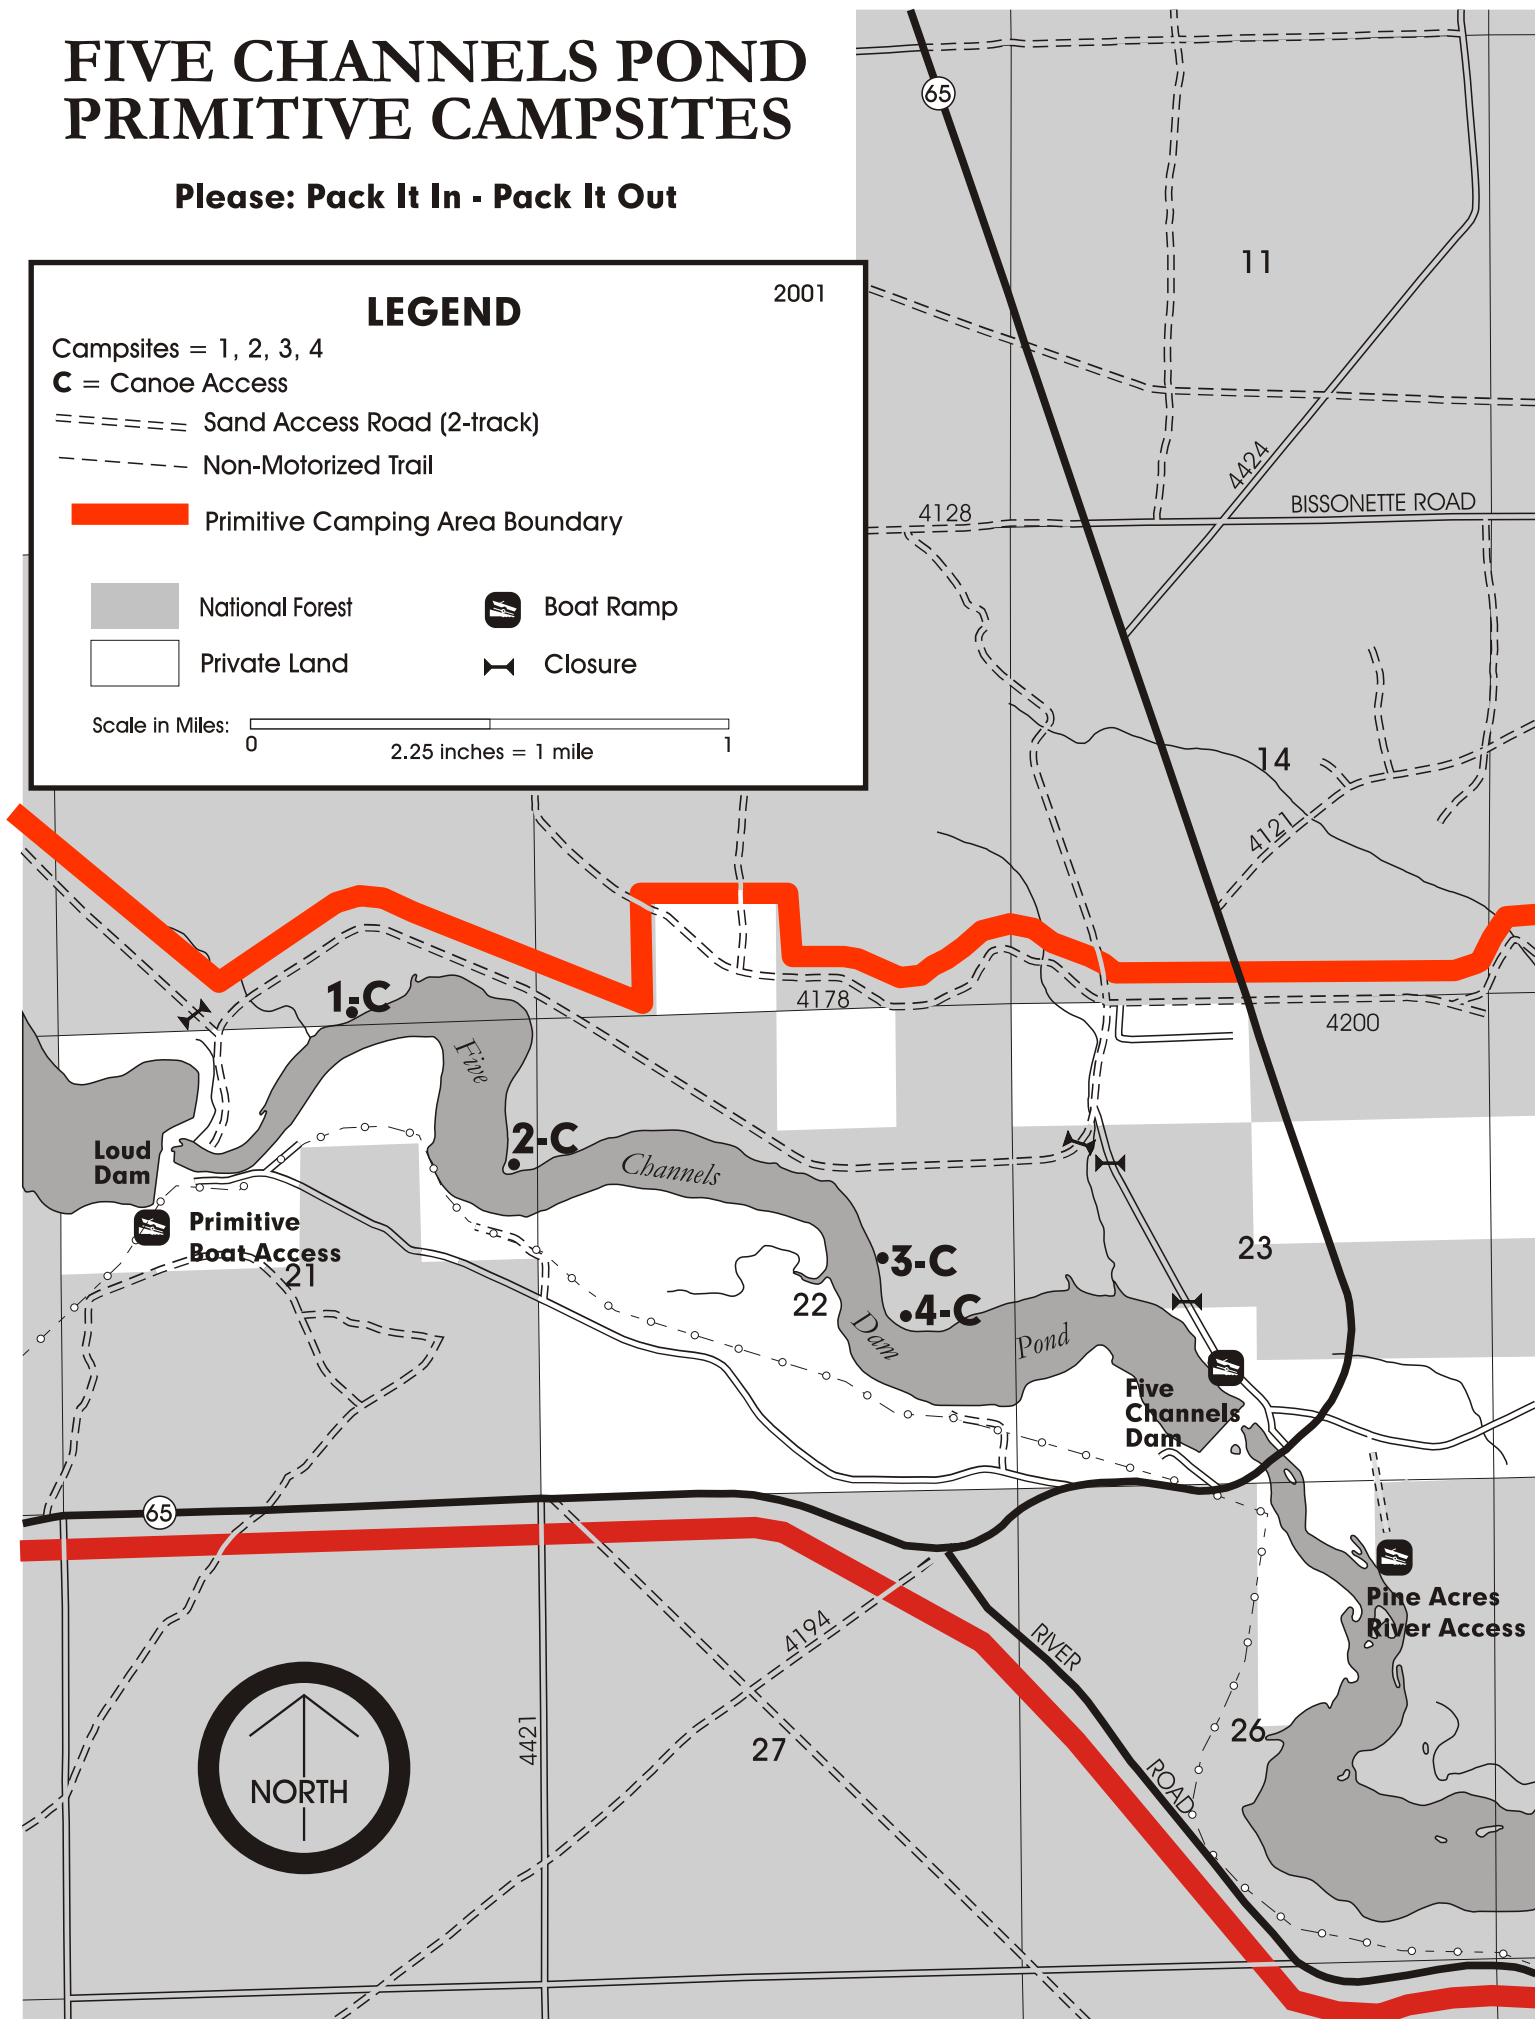 FIVE CHANNELS POND
PRIMITIVE CAMPSITES
Please: Pack It In - Pack It Out
2001
LEGEND
Campsites = 1, 2, 3, 4
C = Canoe Access
Sand Access Road (2-track)
Non-Motorized Trail
Primitive Camping Area Boundary
National Forest
Boat Ramp
Private Land
Closure
Scale in Miles:
0
1
2.25 inches = 1 mile
65
11
4424
4128
BISSONETTE ROAD
14
4121
4178
4200
1-C
Five
2-C
Channels
Loud
Dam
Primitive
Boat Access
21
22
3-C
4-C
Dam
Pond
23
Five
Channels
Dam
65
4194
RIVER
ROAD
Pine Acres
River Access
4421
27
26
NORTH